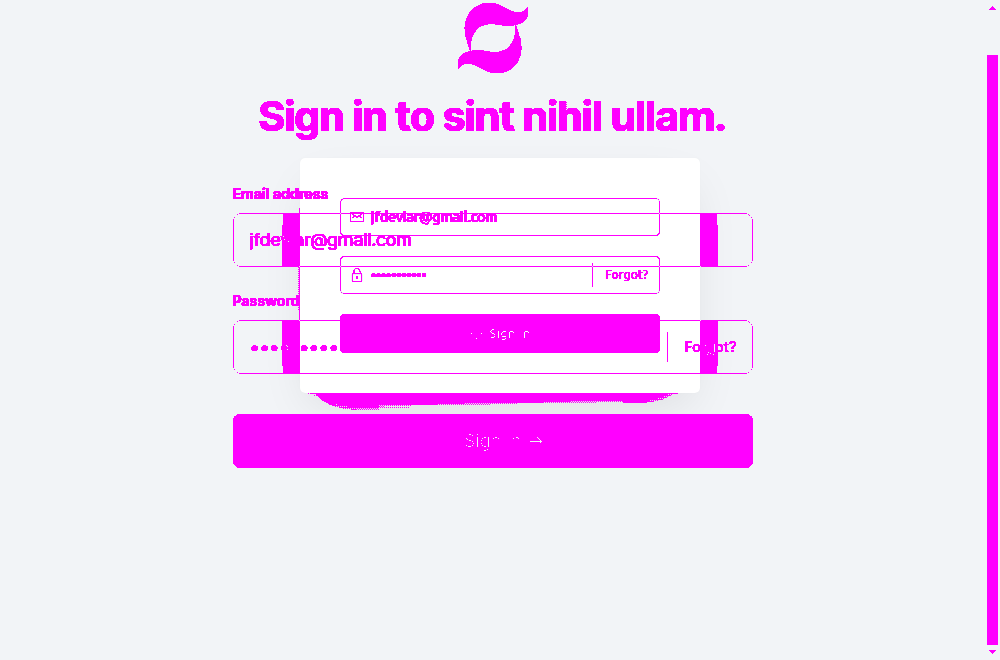 Sign in to sint nihil ullam.
Email address
jfdeviar@gmail.com
jfdeviar@gmail.com
Forgot?
Password
Sign in
Forgot?
Sign in →